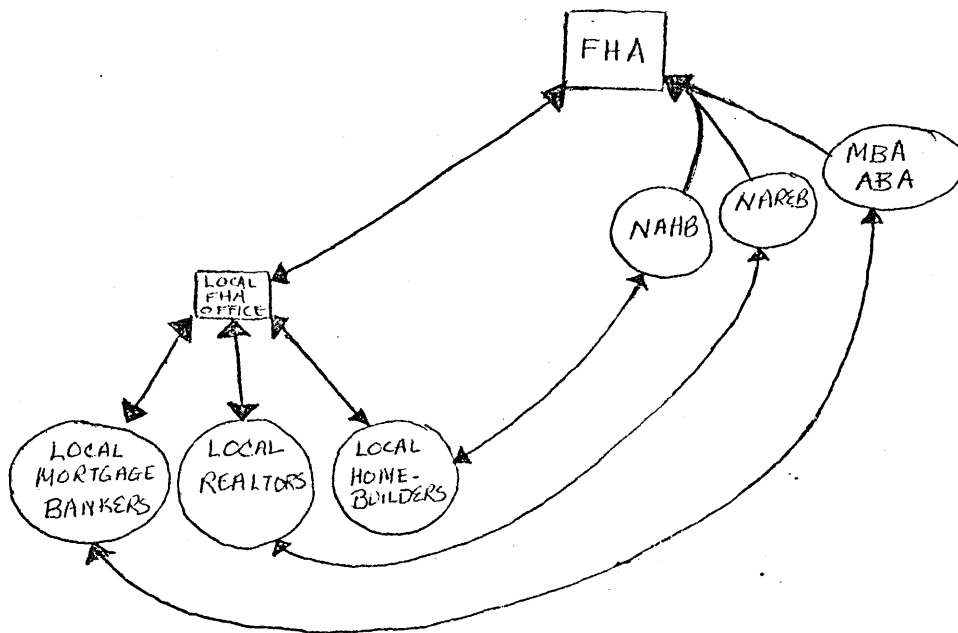 FHA
MBA
ABA
NAREB
NAHB
LOCAL
FHA
OFFICE
LOCAL
MORTGAGE
BANKERS
LOCAL
REALTORS
LOCAL
HOME-
BUILDERS